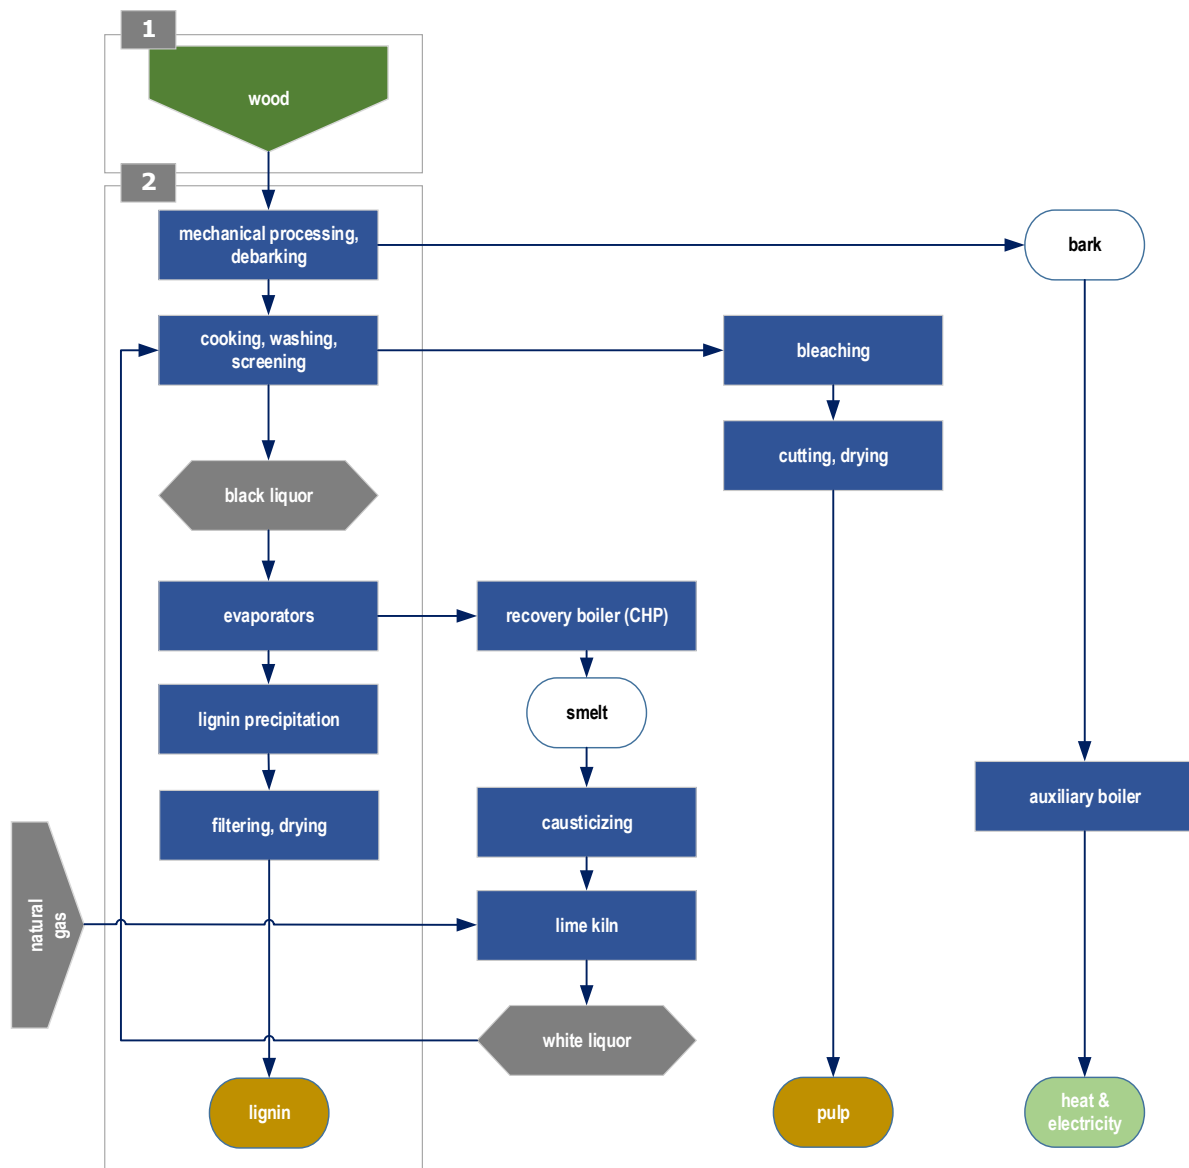 1
wood
2
mechanical processing,
debarking
bark
cooking, washing,
screening
bleaching
cutting, drying
black liquor
evaporators
recovery boiler (CHP)
smelt
lignin precipitation
auxiliary boiler
filtering, drying
causticizing
natural
gas
lime kiln
white liquor
lignin
pulp
heat &
electricity